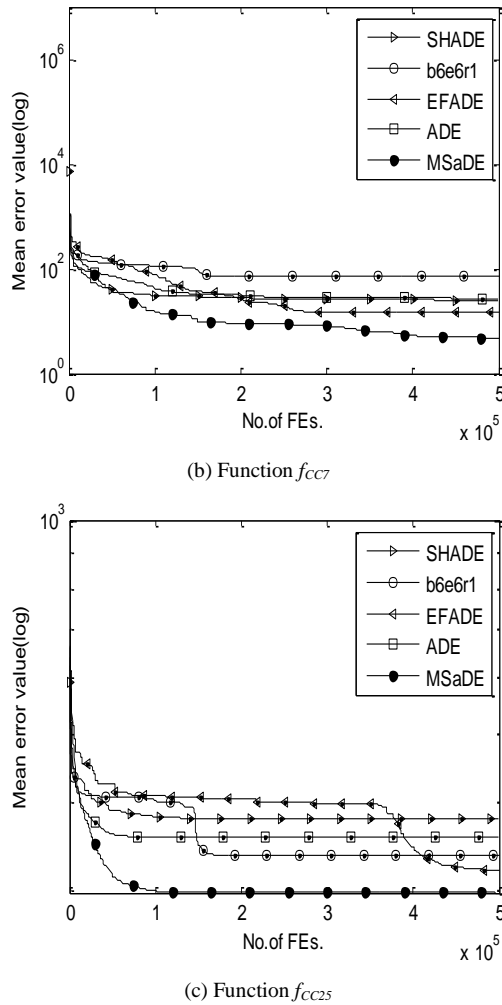 10^6
10^4
10^2
10^0
Mean error value(log)
SHADE
b6e6r1
EFADE
ADE
MSaDE
0 1 2 3 4 5
x 10^5
No.of FEs.
(b) Function f_CC7
10^3
Mean error value(log)
SHADE
b6e6r1
EFADE
ADE
MSaDE
0 1 2 3 4 5
x 10^5
No.of FEs.
(c) Function f_CC25